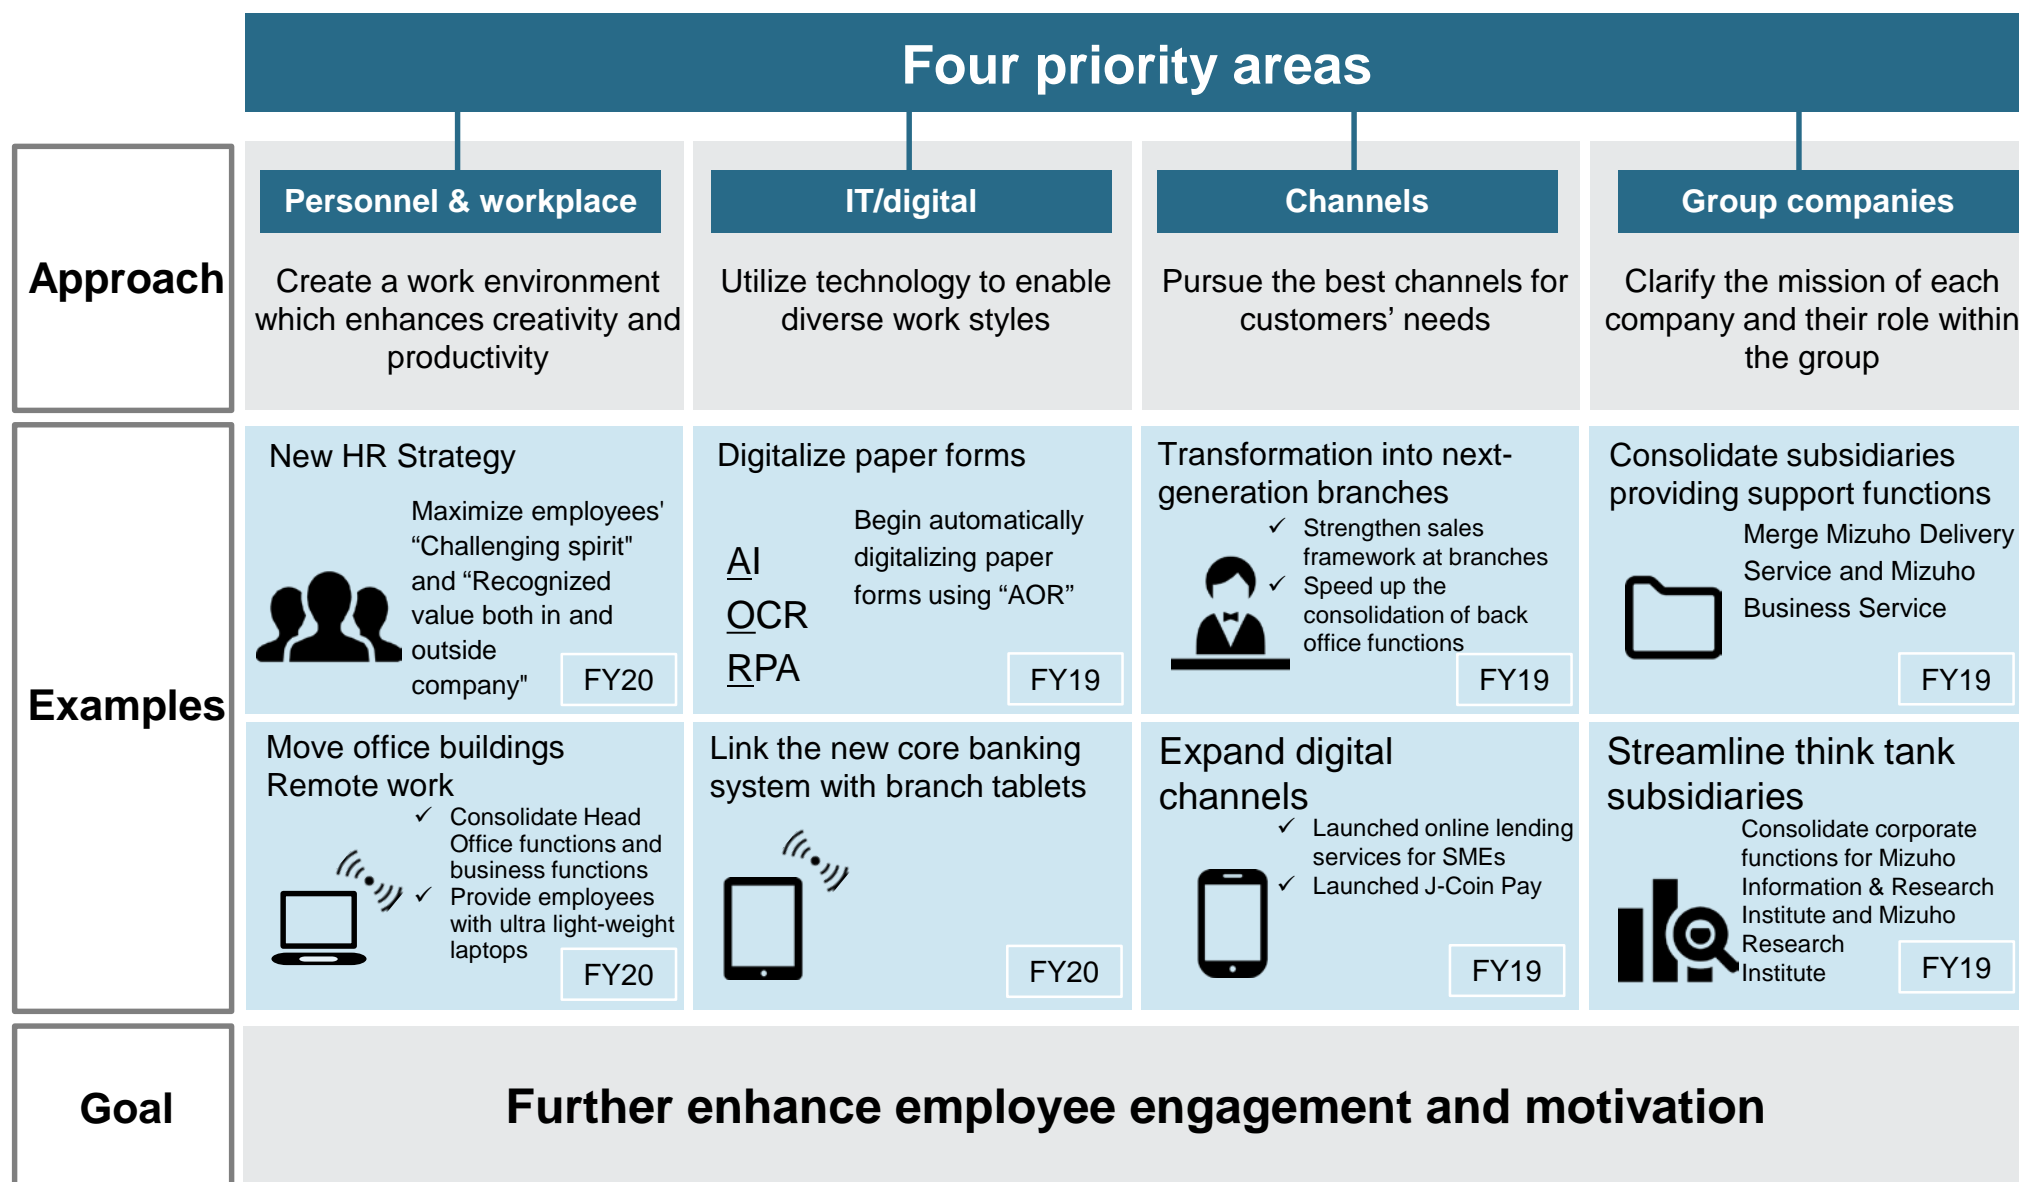 Four priority areas
Approach
Personnel & workplace
Create a work environment
which enhances creativity and
productivity
IT/digital
Utilize technology to enable
diverse work styles
Channels
Pursue the best channels for
customers’ needs
Group companies
Clarify the mission of each
company and their role within
the group
Examples
New HR Strategy
Maximize employees'
“Challenging spirit"
and “Recognized
value both in and
outside
company"
FY20
Digitalize paper forms
AI
OCR
RPA
Begin automatically
digitalizing paper
forms using “AOR”
FY19
Transformation into next-
generation branches
✓ Strengthen sales
framework at branches
✓ Speed up the
consolidation of back
office functions
FY19
Consolidate subsidiaries
providing support functions
Merge Mizuho Delivery
Service and Mizuho
Business Service
FY19
Move office buildings
Remote work
✓ Consolidate Head
Office functions and
business functions
✓ Provide employees
with ultra light-weight
laptops
FY20
Link the new core banking
system with branch tablets
FY20
Expand digital
channels
✓ Launched online lending
services for SMEs
✓ Launched J-Coin Pay
FY19
Streamline think tank
subsidiaries
Consolidate corporate
functions for Mizuho
Information & Research
Institute and Mizuho
Research
Institute
FY19
Goal
Further enhance employee engagement and motivation